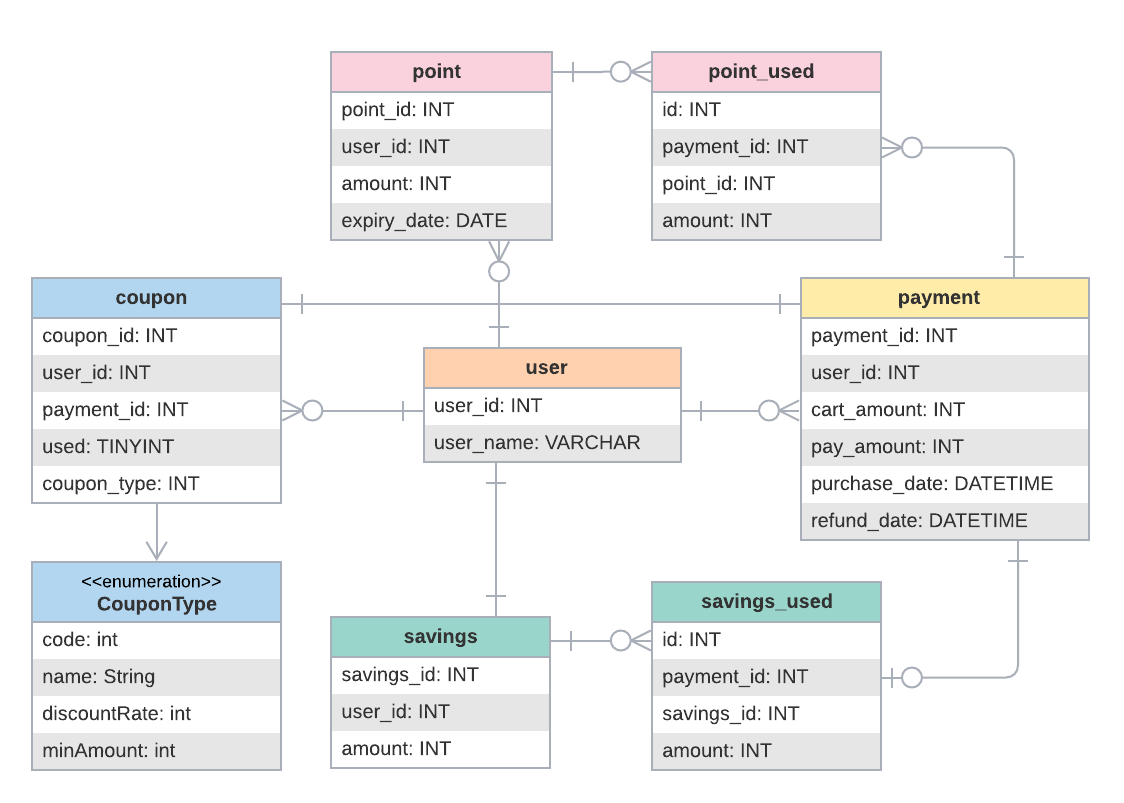 point
point_id: INT
user_id: INT
amount: INT
expiry_date: DATE
point_used
id: INT
payment_id: INT
point_id: INT
amount: INT
coupon
coupon_id: INT
user_id: INT
payment_id: INT
used: TINYINT
coupon_type: INT
user
user_id: INT
user_name: VARCHAR
payment
payment_id: INT
user_id: INT
cart_amount: INT
pay_amount: INT
purchase_date: DATETIME
refund_date: DATETIME
<<enumeration>>
CouponType
code: int
name: String
discountRate: int
minAmount: int
savings
savings_id: INT
user_id: INT
amount: INT
savings_used
id: INT
payment_id: INT
savings_id: INT
amount: INT